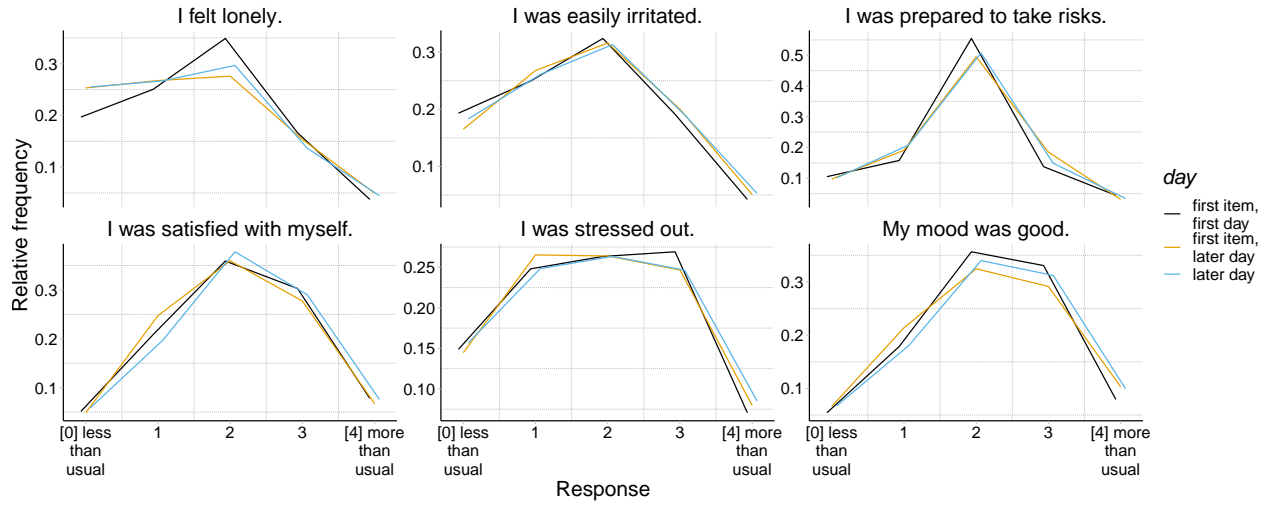 I felt lonely.
I was easily irritated.
I was prepared to take risks.
0.3
0.2
0.1
0.3
0.2
0.1
0.5
0.4
0.3
0.2
0.1
I was satisfied with myself.
I was stressed out.
My mood was good.
0.3
0.2
0.1
0.25
0.20
0.15
0.10
0.3
0.2
0.1
[0] less
than
usual
1
2
3
[4] more
than
usual
[0] less
than
usual
1
2
3
[4] more
than
usual
[0] less
than
usual
1
2
3
[4] more
than
usual
Response
Relative frequency
day
first item,
first day
first item,
later day
later day